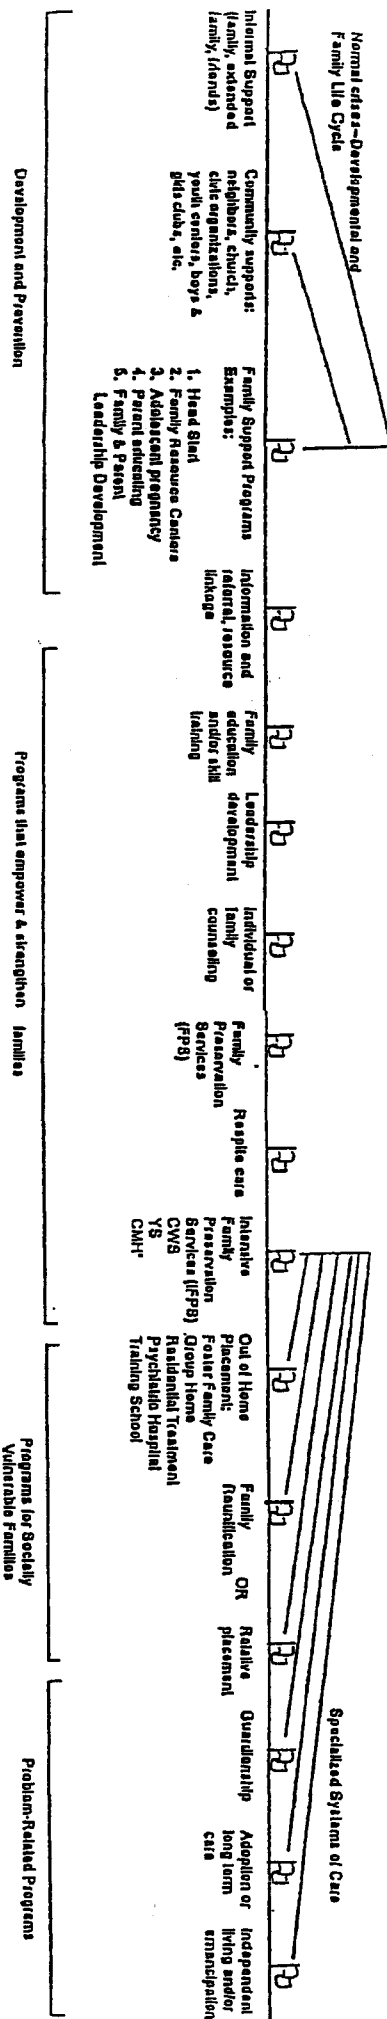 Normal crises—Developmental and
Family Life Cycle
Specialized Systems of Care
Informal Support
(family, extended
family, friends)
Community supports:
neighbors, church,
civic organizations,
youth centers, boys &
girls clubs, etc.
Family Support Programs
Examples:
1. Head Start
2. Family Resource Centers
3. Adolescent pregnancy
4. Parent educating
5. Family & Parent
Leadership Development
Information and
referral, resource
linkage
Family
education
and/or skill
training
Leadership
development
Individual or
family
counseling
Family
Preservation
Services
(FPS)
Respite care
Intensive
Family
Preservation
Services (IFPS)
CWS
YS
CMH*
Out of Home
Placement:
Foster Family Care
Group Home
Residential Treatment
Psychiatric Hospital
Training School
Family
Reunification
OR
Relative
placement
Guardianship
Adoption or
long term
care
Independent
living and/or
emancipation
Development and Prevention
Programs that empower & strengthen families
Programs for Socially
Vulnerable Families
Problem-Related Programs